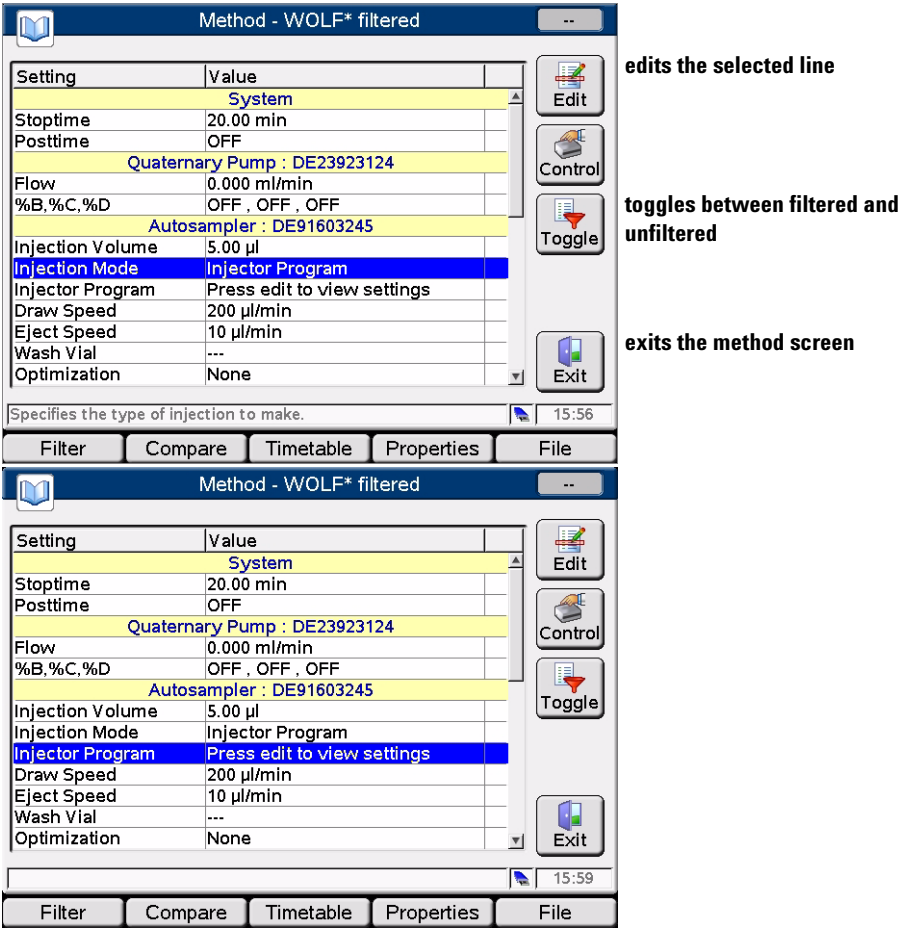 Method - WOLF* filtered
--
Setting Value
System
Stoptime 20.00 min
Posttime OFF
Quaternary Pump : DE23923124
Flow 0.000 ml/min
%B,%C,%D OFF , OFF , OFF
Autosampler : DE91603245
Injection Volume 5.00 µl
Injection Mode Injector Program
Injector Program Press edit to view settings
Draw Speed 200 µl/min
Eject Speed 10 µl/min
Wash Vial ---
Optimization None
Edit
Control
Toggle
Exit
edits the selected line
toggles between filtered and
unfiltered
exits the method screen
Specifies the type of injection to make. 15:56
Filter Compare Timetable Properties File
Method - WOLF* filtered
--
Setting Value
System
Stoptime 20.00 min
Posttime OFF
Quaternary Pump : DE23923124
Flow 0.000 ml/min
%B,%C,%D OFF , OFF , OFF
Autosampler : DE91603245
Injection Volume 5.00 µl
Injection Mode Injector Program
Injector Program Press edit to view settings
Draw Speed 200 µl/min
Eject Speed 10 µl/min
Wash Vial ---
Optimization None
Edit
Control
Toggle
Exit
15:59
Filter Compare Timetable Properties File